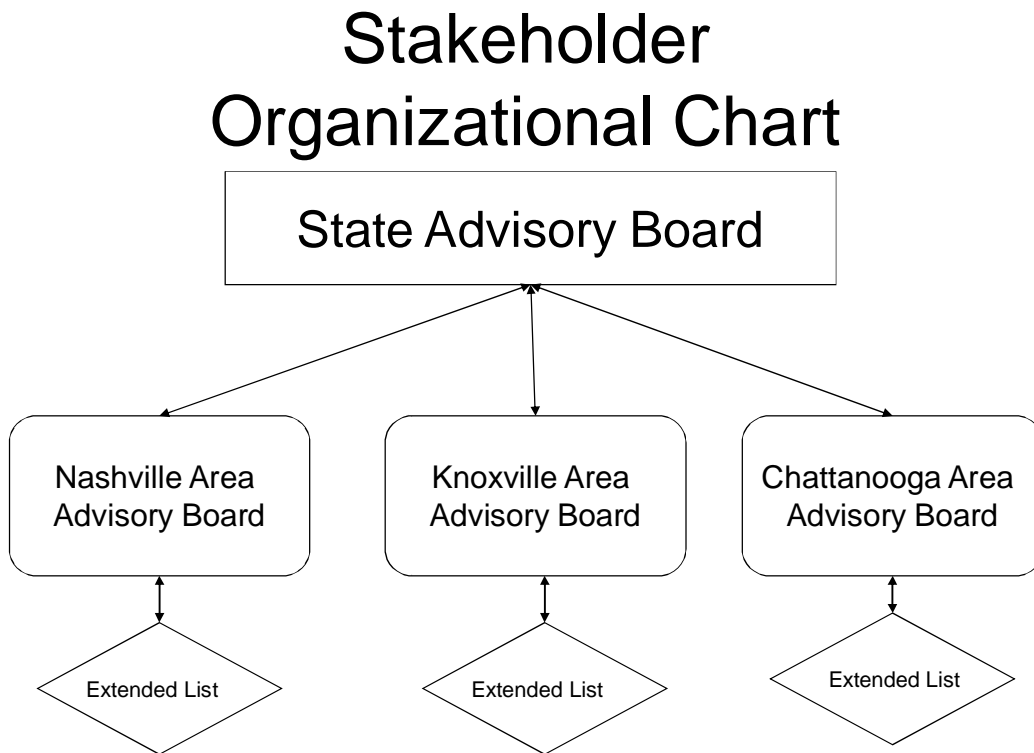 Stakeholder
Organizational Chart
State Advisory Board
Nashville Area
Advisory Board
Knoxville Area
Advisory Board
Chattanooga Area
Advisory Board
Extended List
Extended List
Extended List